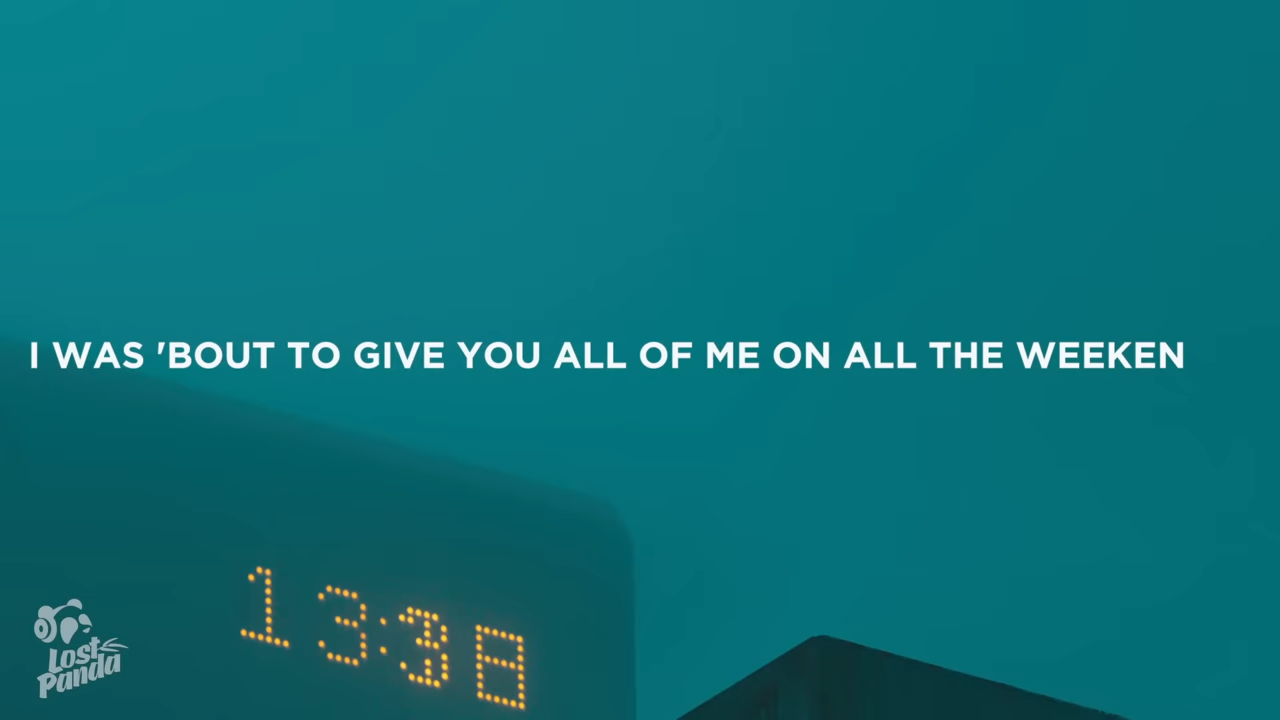 I WAS 'BOUT TO GIVE YOU ALL OF ME ON ALL THE WEEKEN
13:38
Lost
Panda